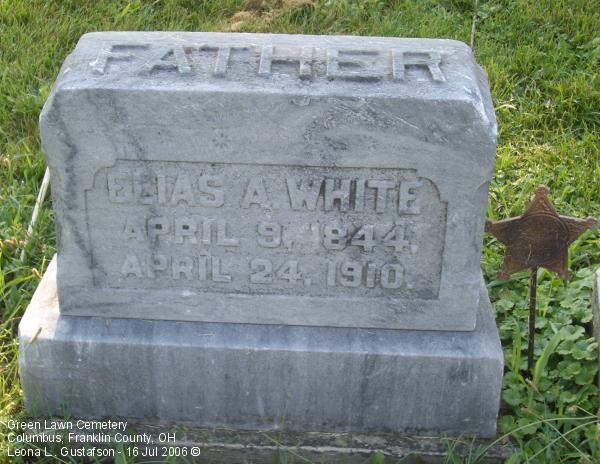 FATHER
ELIAS A. WHITE
APRIL 9, 1844.
APRIL 24, 1910.
Green Lawn Cemetery
Columbus, Franklin County, OH
Leona L. Gustafson - 16 Jul 2006 ©